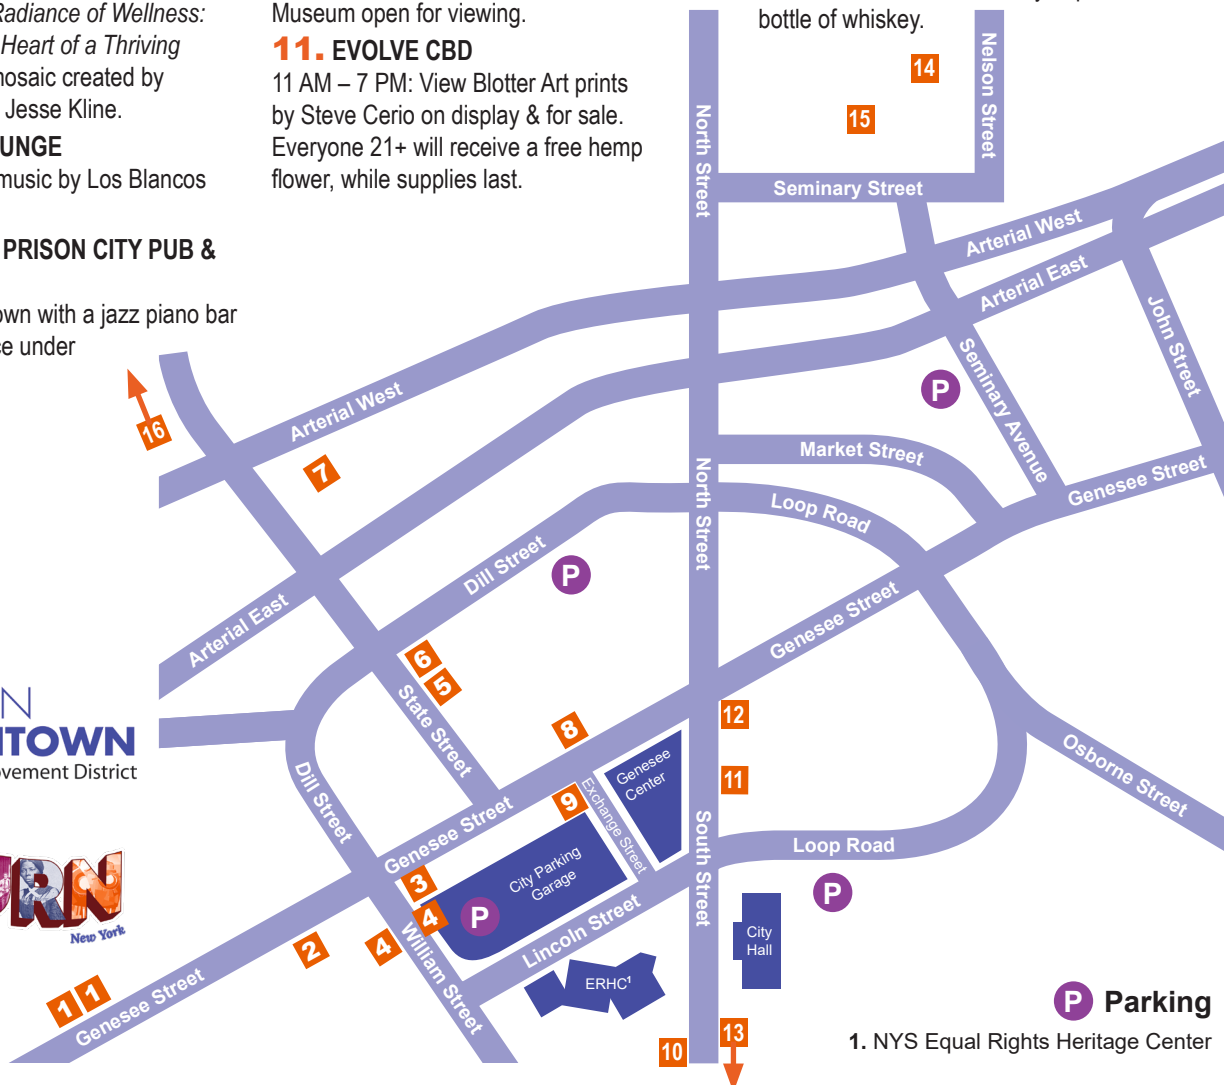 Radiance of Wellness:
Heart of a Thriving
mosaic created by
Jesse Kline.
UNGE
music by Los Blancos
PRISON CITY PUB &
own with a jazz piano bar
ce under
Museum open for viewing.
11. EVOLVE CBD
11 AM – 7 PM: View Blotter Art prints
by Steve Cerio on display & for sale.
Everyone 21+ will receive a free hemp
flower, while supplies last.
bottle of whiskey.
North Street
Nelson Street
14
15
Seminary Street
Arterial West
Arterial East
John Street
16
Arterial West
7
P
Seminary Avenue
Market Street
Genesee Street
North Street
Loop Road
Dill Street
P
Arterial East
Genesee Street
6
5
State Street
8
12
Genesee
Center
11
Osborne Street
Dill Street
9
Exchange Street
Genesee Street
South Street
Loop Road
City Parking
Garage
3
4
P
P
Lincoln Street
City
Hall
2
4
William Street
ERHC¹
1
1
Genesee Street
10
13
P Parking
1. NYS Equal Rights Heritage Center
N
NTOWN
ovement District
URN
New York